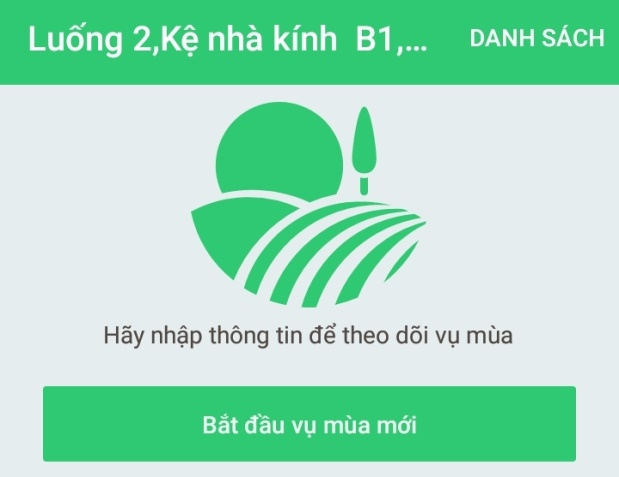 Luống 2,Kệ nhà kính  B1,...
DANH SÁCH
Hãy nhập thông tin để theo dõi vụ mùa
Bắt đầu vụ mùa mới